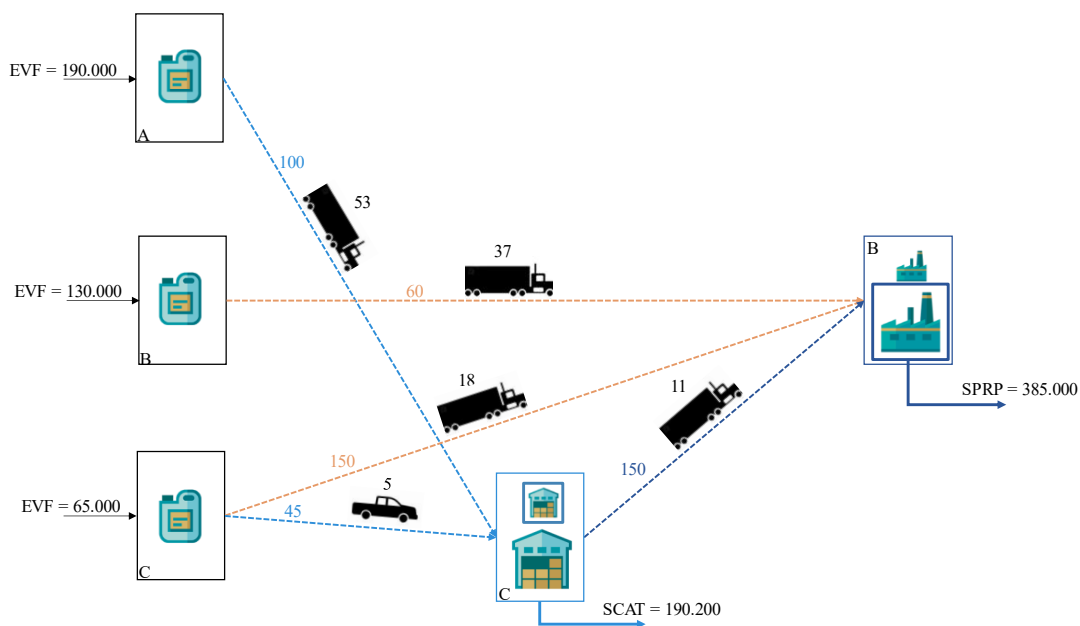 EVF = 190.000
A
100
53
B
37
EVF = 130.000
60
B
18
11
SPRP = 385.000
150
150
5
EVF = 65.000
45
C
C
SCAT = 190.200